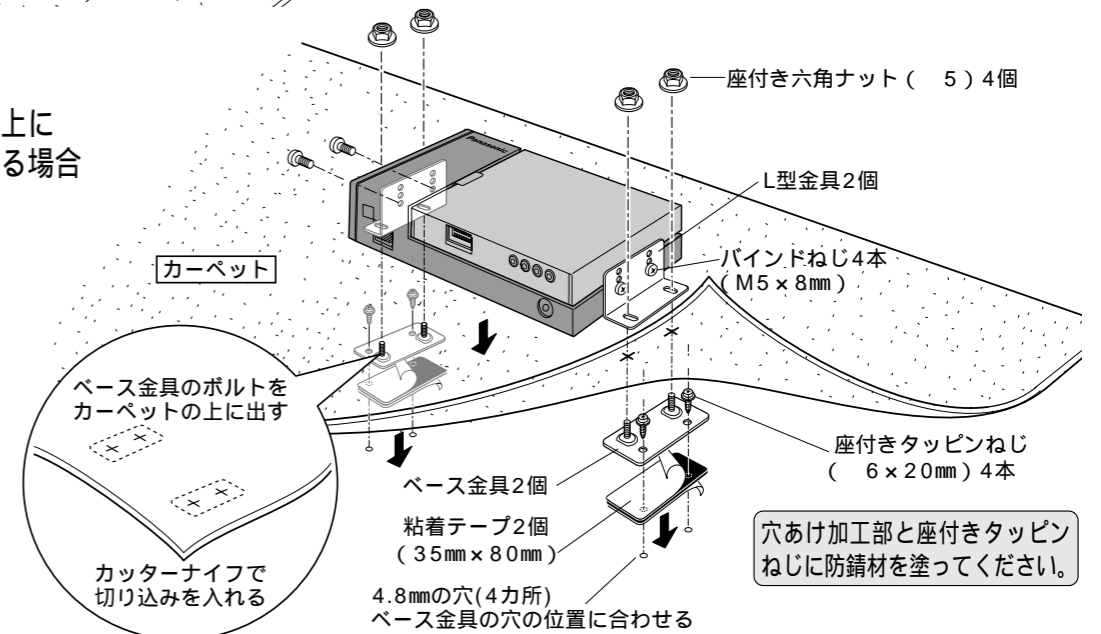 上に
る場合
座付き六角ナット（　5）4個
Panasonic
L型金具2個
バインドねじ4本
（M5×8㎜）
カーペット
ベース金具のボルトを
カーペットの上に出す
カッターナイフで
切り込みを入れる
ベース金具2個
粘着テープ2個
（35㎜×80㎜）
4.8㎜の穴(4カ所)
ベース金具の穴の位置に合わせる
座付きタッピンねじ
（　6×20㎜）4本
穴あけ加工部と座付きタッピン
ねじに防錆材を塗ってください。